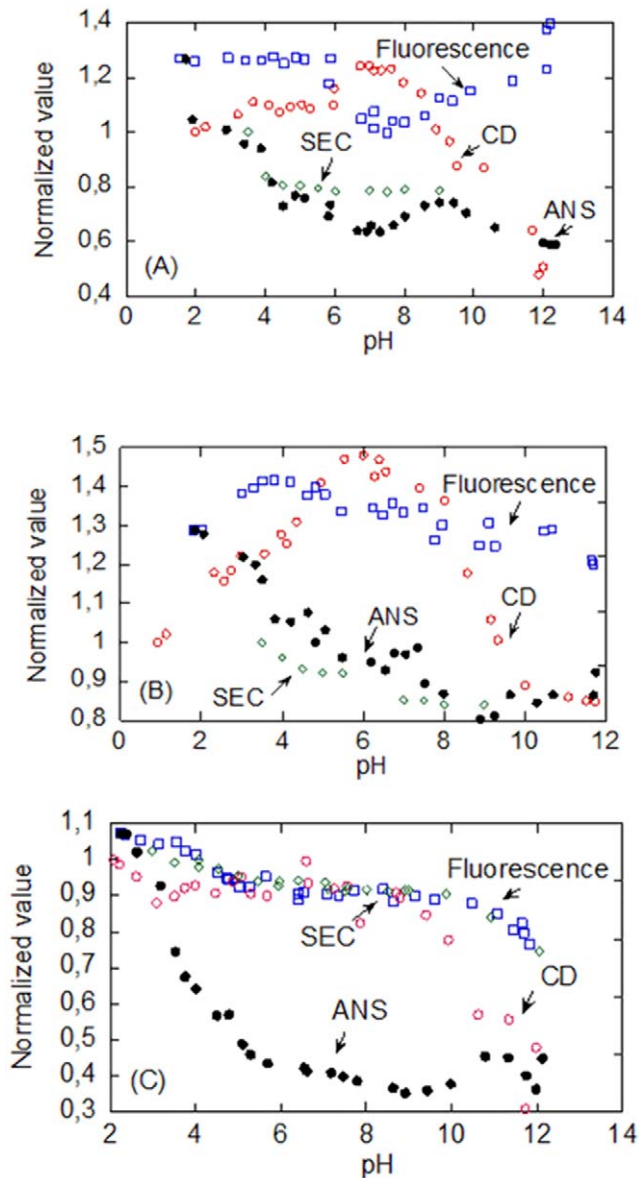 1,4
1,2
1
0,8
0,6
0,4
Normalized value
Fluorescence
SEC
CD
ANS
(A)
0 2 4 6 8 10 12 14
pH
1,5
1,4
1,3
1,2
1,1
1
0,9
0,8
Normalized value
Fluorescence
ANS
CD
SEC
(B)
0 2 4 6 8 10 12
pH
1,1
1
0,9
0,8
0,7
0,6
0,5
0,4
0,3
Normalized value
Fluorescence
SEC
CD
ANS
(C)
2 4 6 8 10 12 14
pH